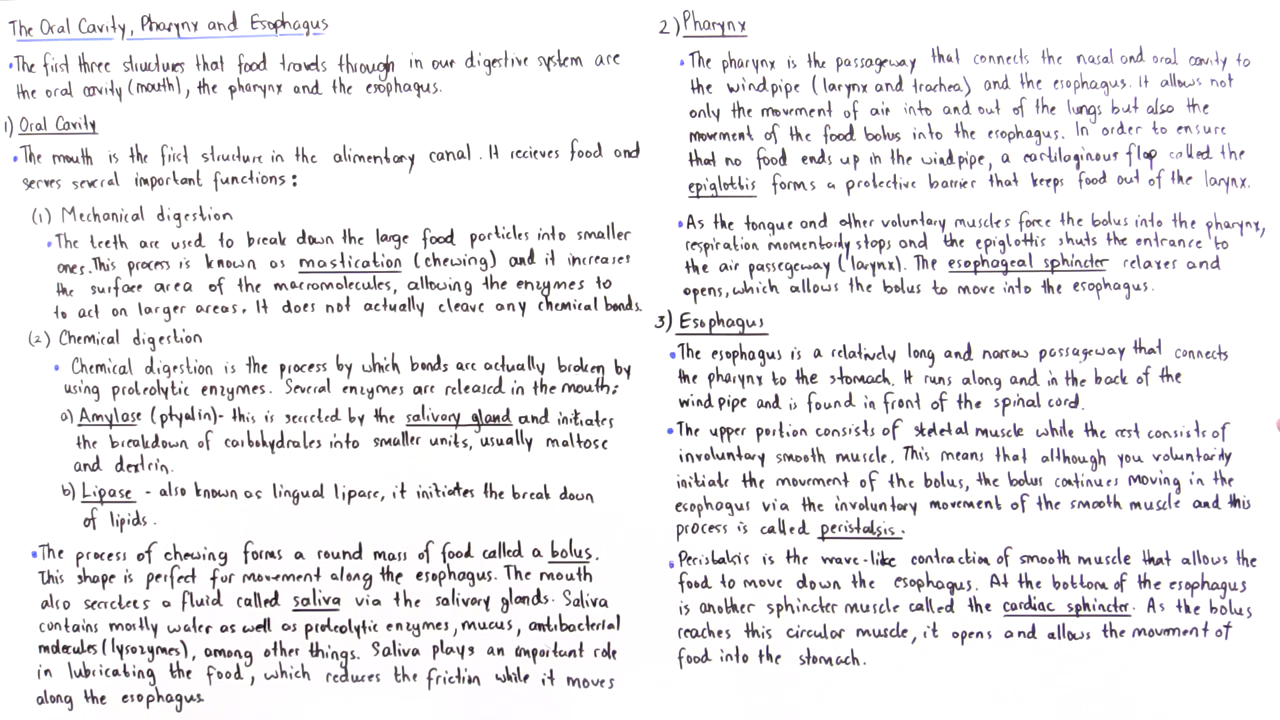 The Oral Cavity, Pharynx and Esophagus
• The first three structures that food travels through in our digestive system are
the oral cavity (mouth), the pharynx and the esophagus.
1) Oral Cavity
• The mouth is the first structure in the alimentary canal. It recieves food and
serves several important functions:
(1) Mechanical digestion
• The teeth are used to break down the large food particles into smaller
ones. This process is known as mastication (chewing) and it increases
the surface area of the macromolecules, allowing the enzymes to
to act on larger areas. It does not actually cleave any chemical bonds.
(2) Chemical digestion
• Chemical digestion is the process by which bonds are actually broken by
using proteolytic enzymes. Several enzymes are released in the mouth:
a) Amylase (ptyalin) - this is secreted by the salivary gland and initiates
the breakdown of carbohydrates into smaller units, usually maltose
and dextrin.
b) Lipase - also known as lingual lipase, it initiates the break down
of lipids.
• The process of chewing forms a round mass of food called a bolus.
This shape is perfect for movement along the esophagus. The mouth
also secretes a fluid called saliva via the salivary glands. Saliva
contains mostly water as well as proteolytic enzymes, mucus, antibacterial
molecules (lysozymes), among other things. Saliva plays an important role
in lubricating the food, which reduces the friction while it moves
along the esophagus.
2) Pharynx
• The pharynx is the passageway that connects the nasal and oral cavity to
the windpipe (larynx and trachea) and the esophagus. It allows not
only the movement of air into and out of the lungs but also the
movement of the food bolus into the esophagus. In order to ensure
that no food ends up in the windpipe, a cartilaginous flap called the
epiglottis forms a protective barrier that keeps food out of the larynx.
• As the tongue and other voluntary muscles force the bolus into the pharynx,
respiration momentarily stops and the epiglottis shuts the entrance to
the air passegeway (larynx). The esophageal sphincter relaxes and
opens, which allows the bolus to move into the esophagus.
3) Esophagus
• The esophagus is a relatively long and narrow passageway that connects
the pharynx to the stomach. It runs along and in the back of the
windpipe and is found in front of the spinal cord.
• The upper portion consists of skeletal muscle while the rest consists of
involuntary smooth muscle. This means that although you voluntarily
initiate the movement of the bolus, the bolus continues moving in the
esophagus via the involuntary movement of the smooth muscle and this
process is called peristalsis.
• Peristalsis is the wave-like contraction of smooth muscle that allows the
food to move down the esophagus. At the bottom of the esophagus
is another sphincter muscle called the cardiac sphincter. As the bolus
reaches this circular muscle, it opens and allows the movment of
food into the stomach.